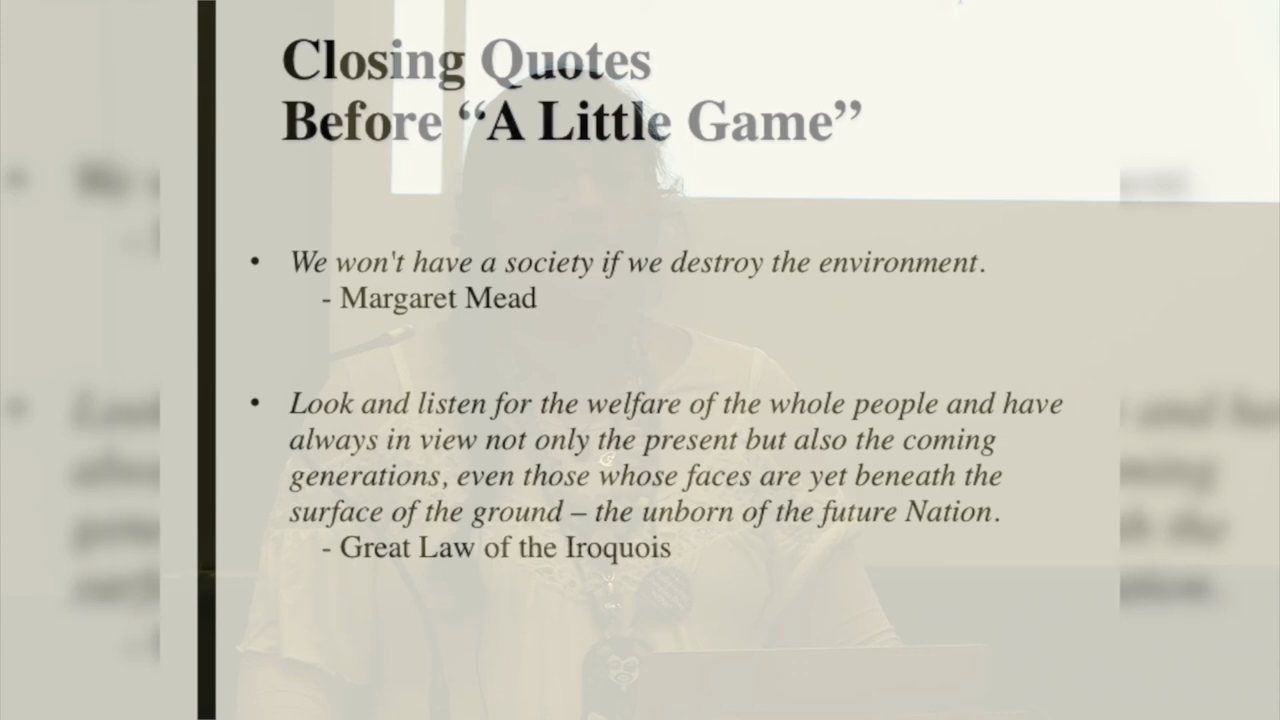 Closing Quotes
Before “A Little Game”
• We won't have a society if we destroy the environment.
- Margaret Mead
• Look and listen for the welfare of the whole people and have
always in view not only the present but also the coming
generations, even those whose faces are yet beneath the
surface of the ground – the unborn of the future Nation.
- Great Law of the Iroquois